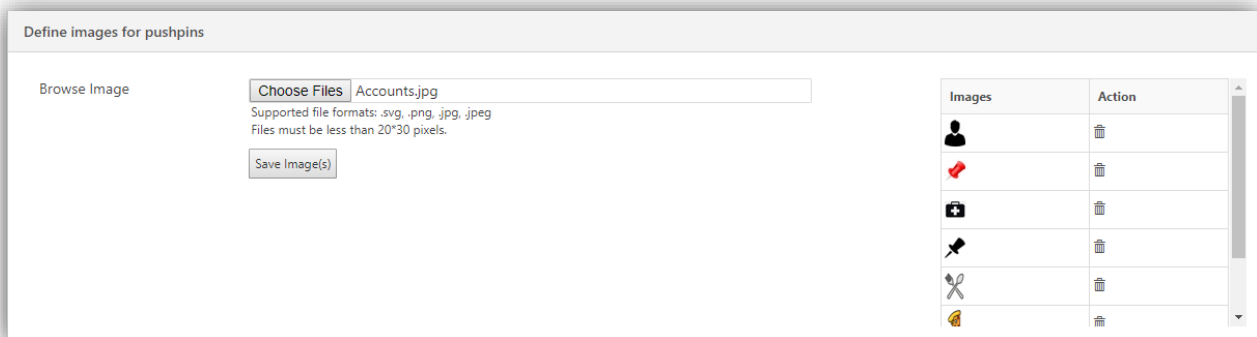 Define images for pushpins
Browse Image
Choose Files Accounts.jpg
Supported file formats: .svg, .png, .jpg, .jpeg
Files must be less than 20*30 pixels.
Save Image(s)
Images Action